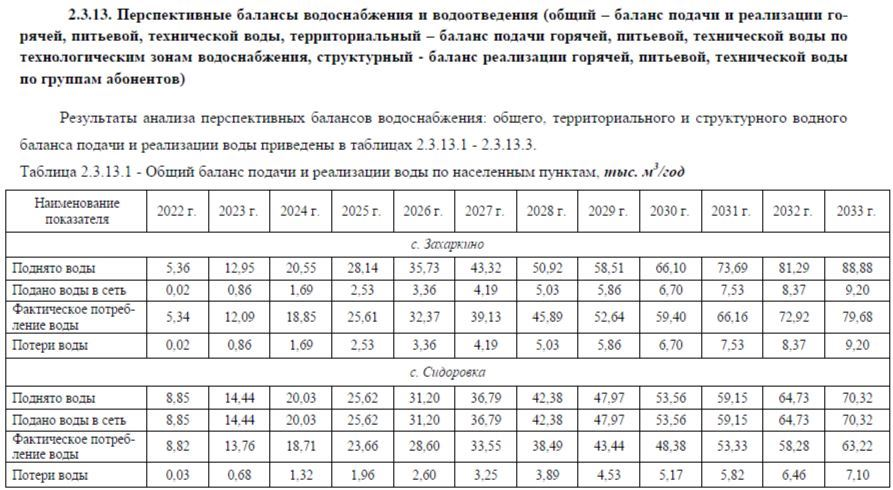 2.3.13. Перспективные балансы водоснабжения и водоотведения (общий – баланс подачи и реализации го-
рячей, питьевой, технической воды, территориальный – баланс подачи горячей, питьевой, технической воды по
технологическим зонам водоснабжения, структурный - баланс реализации горячей, питьевой, технической воды
по группам абонентов)
Результаты анализа перспективных балансов водоснабжения: общего, территориального и структурного водного
баланса подачи и реализации воды приведены в таблицах 2.3.13.1 - 2.3.13.3.
Таблица 2.3.13.1 - Общий баланс подачи и реализации воды по населенным пунктам, тыс. м³/год
Наименование показателя 2022 г. 2023 г. 2024 г. 2025 г. 2026 г. 2027 г. 2028 г. 2029 г. 2030 г. 2031 г. 2032 г. 2033 г.
с. Захаркино
Поднято воды 5,36 12,95 20,55 28,14 35,73 43,32 50,92 58,51 66,10 73,69 81,29 88,88
Подано воды в сеть 0,02 0,86 1,69 2,53 3,36 4,19 5,03 5,86 6,70 7,53 8,37 9,20
Фактическое потреб-
ление воды 5,34 12,09 18,85 25,61 32,37 39,13 45,89 52,64 59,40 66,16 72,92 79,68
Потери воды 0,02 0,86 1,69 2,53 3,36 4,19 5,03 5,86 6,70 7,53 8,37 9,20
с. Сидоровка
Поднято воды 8,85 14,44 20,03 25,62 31,20 36,79 42,38 47,97 53,56 59,15 64,73 70,32
Подано воды в сеть 8,85 14,44 20,03 25,62 31,20 36,79 42,38 47,97 53,56 59,15 64,73 70,32
Фактическое потреб-
ление воды 8,82 13,76 18,71 23,66 28,60 33,55 38,49 43,44 48,38 53,33 58,28 63,22
Потери воды 0,03 0,68 1,32 1,96 2,60 3,25 3,89 4,53 5,17 5,82 6,46 7,10